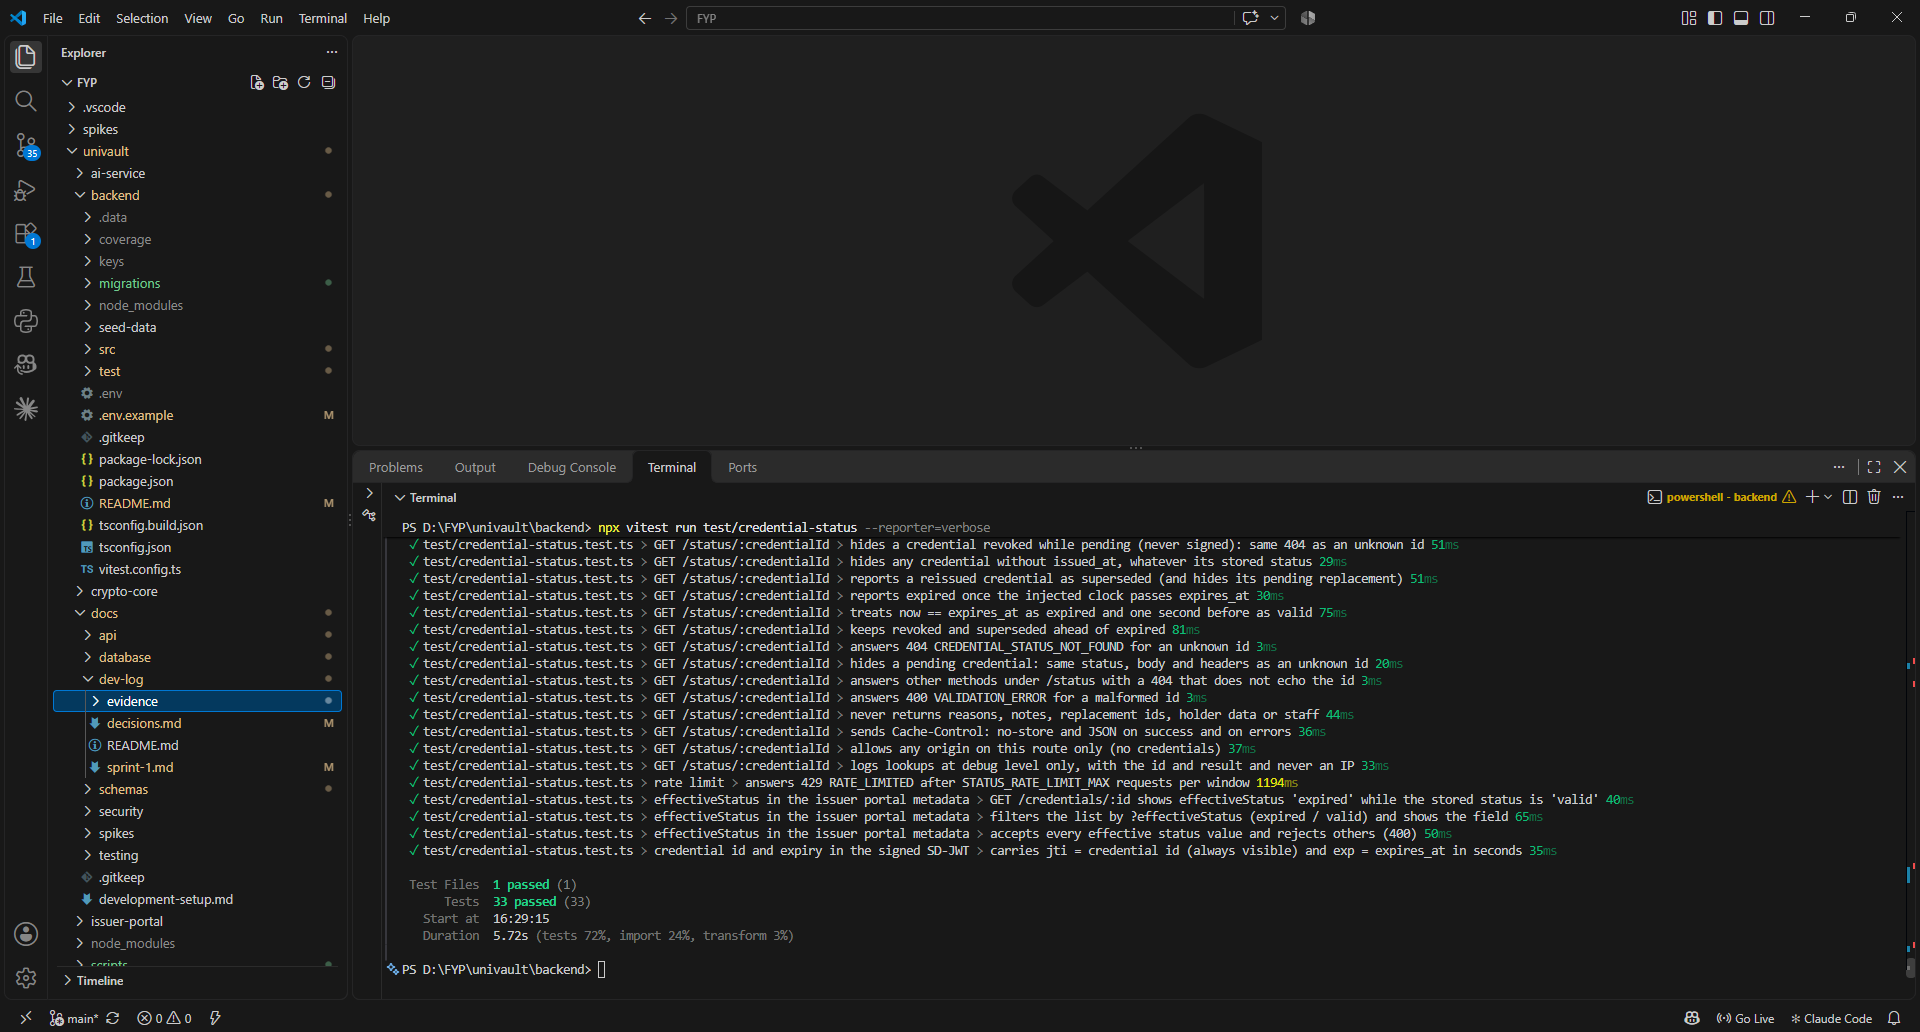 File Edit Selection View Go Run Terminal Help
FYP
Explorer
FYP
.vscode
spikes
35
univault
ai-service
backend
.data
1
coverage
keys
migrations
node_modules
seed-data
src
test
.env
.env.example M
.gitkeep
package-lock.json
package.json
README.md M
tsconfig.build.json
tsconfig.json
TS vitest.config.ts
crypto-core
docs
api
database
dev-log
evidence
decisions.md M
README.md
sprint-1.md M
schemas
security
spikes
testing
.gitkeep
development-setup.md
issuer-portal
node_modules
scripts
Timeline
Problems Output Debug Console Terminal Ports
Terminal
powershell - backend
PS D:\FYP\univault\backend> npx vitest run test/credential-status --reporter=verbose
✓ test/credential-status.test.ts > GET /status/:credentialId > hides a credential revoked while pending (never signed): same 404 as an unknown id 51ms
✓ test/credential-status.test.ts > GET /status/:credentialId > hides any credential without issued_at, whatever its stored status 29ms
✓ test/credential-status.test.ts > GET /status/:credentialId > reports a reissued credential as superseded (and hides its pending replacement) 51ms
✓ test/credential-status.test.ts > GET /status/:credentialId > reports expired once the injected clock passes expires_at 30ms
✓ test/credential-status.test.ts > GET /status/:credentialId > treats now == expires_at as expired and one second before as valid 75ms
✓ test/credential-status.test.ts > GET /status/:credentialId > keeps revoked and superseded ahead of expired 81ms
✓ test/credential-status.test.ts > GET /status/:credentialId > answers 404 CREDENTIAL_STATUS_NOT_FOUND for an unknown id 3ms
✓ test/credential-status.test.ts > GET /status/:credentialId > hides a pending credential: same status, body and headers as an unknown id 20ms
✓ test/credential-status.test.ts > GET /status/:credentialId > answers other methods under /status with a 404 that does not echo the id 3ms
✓ test/credential-status.test.ts > GET /status/:credentialId > answers 400 VALIDATION_ERROR for a malformed id 3ms
✓ test/credential-status.test.ts > GET /status/:credentialId > never returns reasons, notes, replacement ids, holder data or staff 44ms
✓ test/credential-status.test.ts > GET /status/:credentialId > sends Cache-Control: no-store and JSON on success and on errors 36ms
✓ test/credential-status.test.ts > GET /status/:credentialId > allows any origin on this route only (no credentials) 37ms
✓ test/credential-status.test.ts > GET /status/:credentialId > logs lookups at debug level only, with the id and result and never an IP 33ms
✓ test/credential-status.test.ts > rate limit > answers 429 RATE_LIMITED after STATUS_RATE_LIMIT_MAX requests per window 1194ms
✓ test/credential-status.test.ts > effectiveStatus in the issuer portal metadata > GET /credentials/:id shows effectiveStatus 'expired' while the stored status is 'valid' 40ms
✓ test/credential-status.test.ts > effectiveStatus in the issuer portal metadata > filters the list by ?effectiveStatus (expired / valid) and shows the field 65ms
✓ test/credential-status.test.ts > effectiveStatus in the issuer portal metadata > accepts every effective status value and rejects others (400) 50ms
✓ test/credential-status.test.ts > credential id and expiry in the signed SD-JWT > carries jti = credential id (always visible) and exp = expires_at in seconds 35ms
Test Files 1 passed (1)
Tests 33 passed (33)
Start at 16:29:15
Duration 5.72s (tests 72%, import 24%, transform 3%)
PS D:\FYP\univault\backend>
main* 0 0 Go Live Claude Code